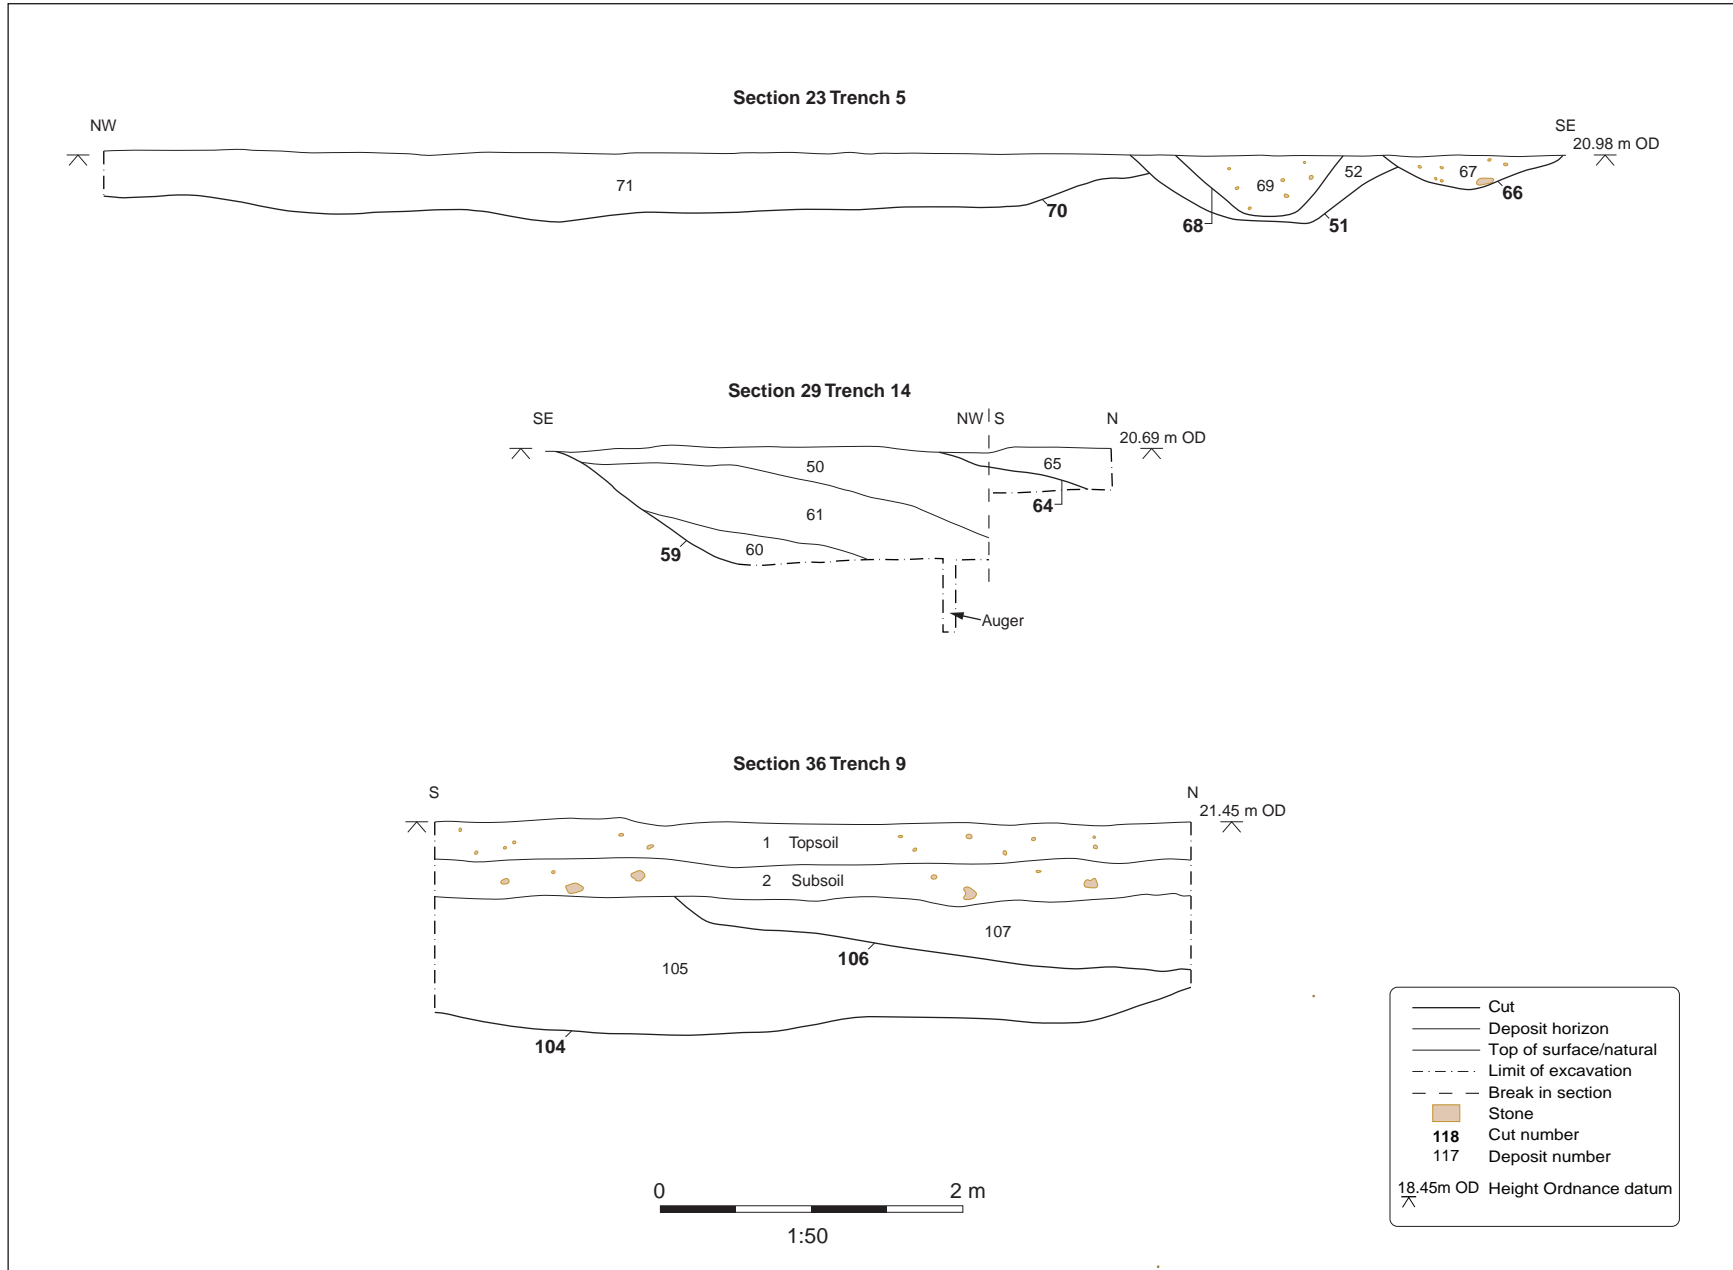 Section 23 Trench 5
NW
SE
20.98 m OD
71
70
68
69
52
51
67
66
Section 29 Trench 14
SE
NW S
N
20.69 m OD
50
65
61
64
60
59
Auger
Section 36 Trench 9
S
N
21.45 m OD
1 Topsoil
2 Subsoil
107
106
105
104
Cut
Deposit horizon
Top of surface/natural
Limit of excavation
Break in section
Stone
118 Cut number
117 Deposit number
18.45m OD Height Ordnance datum
0 2 m
1:50